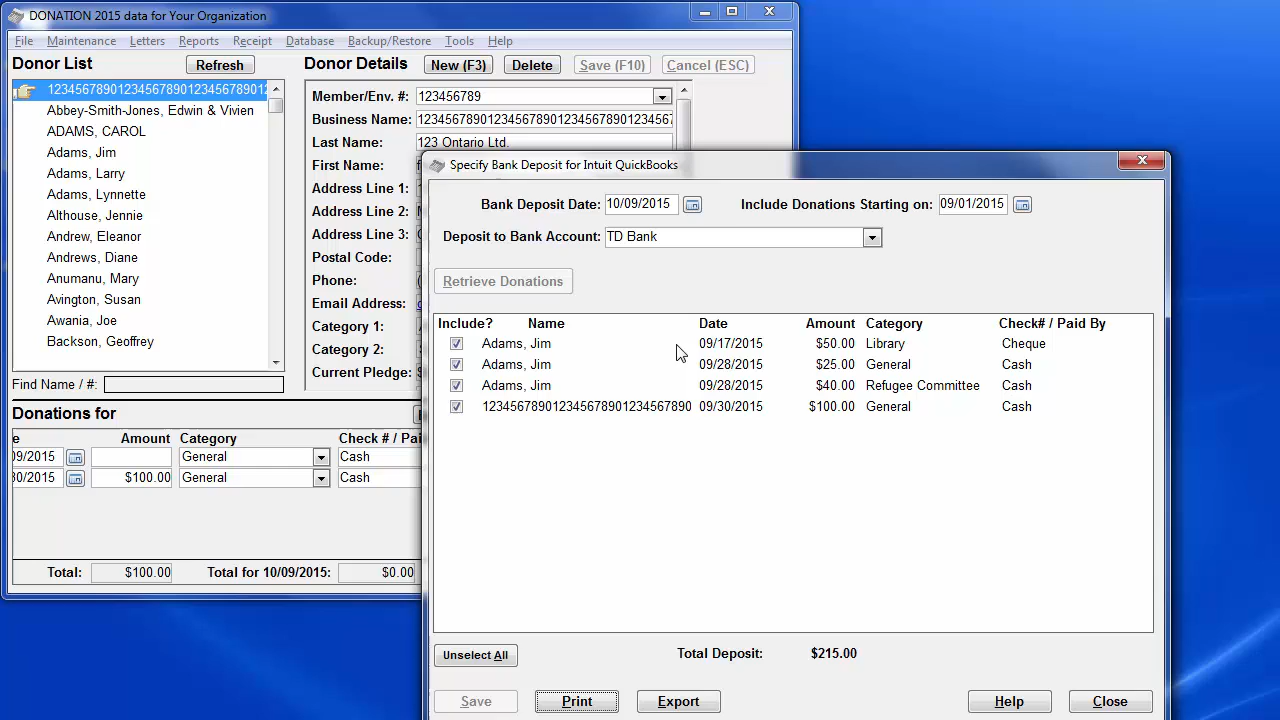 DONATION 2015 data for Your Organization
File Maintenance Letters Reports Receipt Database Backup/Restore Tools Help
Donor List Refresh Donor Details New (F3) Delete Save (F10) Cancel (ESC)
123456789012345678901234567890
Abbey-Smith-Jones, Edwin & Vivien
ADAMS, CAROL
Adams, Jim
Adams, Larry
Adams, Lynnette
Althouse, Jennie
Andrew, Eleanor
Andrews, Diane
Anumanu, Mary
Avington, Susan
Awania, Joe
Backson, Geoffrey
Find Name / #:
Member/Env. #: 123456789
Business Name: 1234567890123456789012345678901234567
Last Name: 123 Ontario Ltd.
First Name:
Address Line 1:
Address Line 2:
Address Line 3:
Postal Code:
Phone:
Email Address:
Category 1:
Category 2:
Current Pledge:
Donations for
e Amount Category Check # / Pai
09/2015 General Cash
30/2015 $100.00 General Cash
Total: $100.00 Total for 10/09/2015: $0.00
Specify Bank Deposit for Intuit QuickBooks
Bank Deposit Date: 10/09/2015 Include Donations Starting on: 09/01/2015
Deposit to Bank Account: TD Bank
Retrieve Donations
Include? Name Date Amount Category Check# / Paid By
Adams, Jim 09/17/2015 $50.00 Library Cheque
Adams, Jim 09/28/2015 $25.00 General Cash
Adams, Jim 09/28/2015 $40.00 Refugee Committee Cash
123456789012345678901234567890 09/30/2015 $100.00 General Cash
Unselect All Total Deposit: $215.00
Save Print Export Help Close